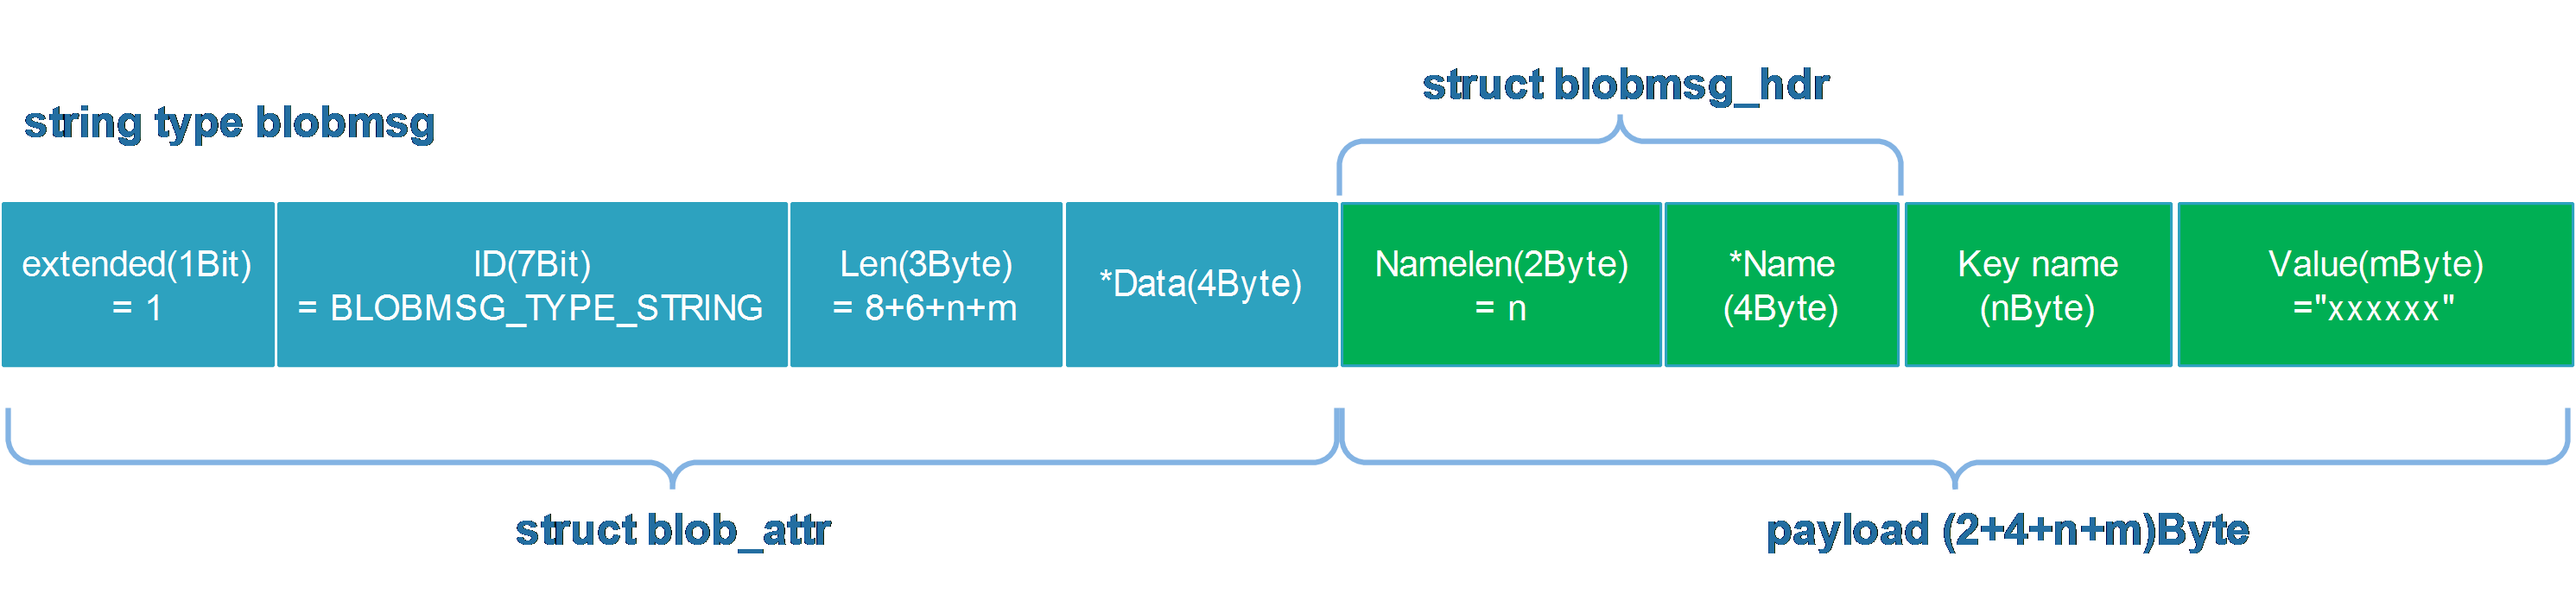 string type blobmsg
struct blobmsg_hdr
extended(1Bit)
= 1
ID(7Bit)
= BLOBMSG_TYPE_STRING
Len(3Byte)
= 8+6+n+m
*Data(4Byte)
Namelen(2Byte)
= n
*Name
(4Byte)
Key name
(nByte)
Value(mByte)
="xxxxxx"
struct blob_attr
payload (2+4+n+m)Byte